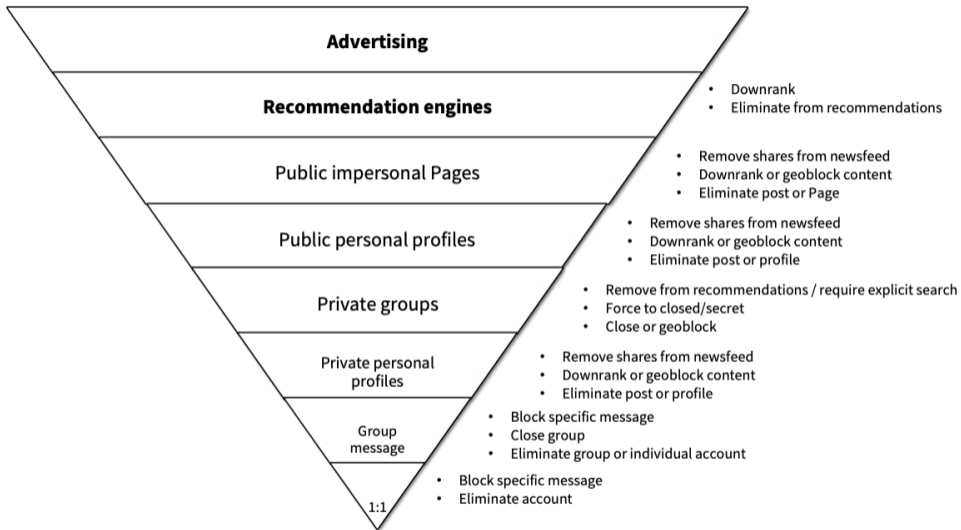 Advertising
Recommendation engines
• Downrank
• Eliminate from recommendations
Public impersonal Pages
• Remove shares from newsfeed
• Downrank or geoblock content
• Eliminate post or Page
Public personal profiles
• Remove shares from newsfeed
• Downrank or geoblock content
• Eliminate post or profile
Private groups
• Remove from recommendations / require explicit search
• Force to closed/secret
• Close or geoblock
Private personal
profiles
• Remove shares from newsfeed
• Downrank or geoblock content
• Eliminate post or profile
Group
message
• Block specific message
• Close group
• Eliminate group or individual account
1:1
• Block specific message
• Eliminate account